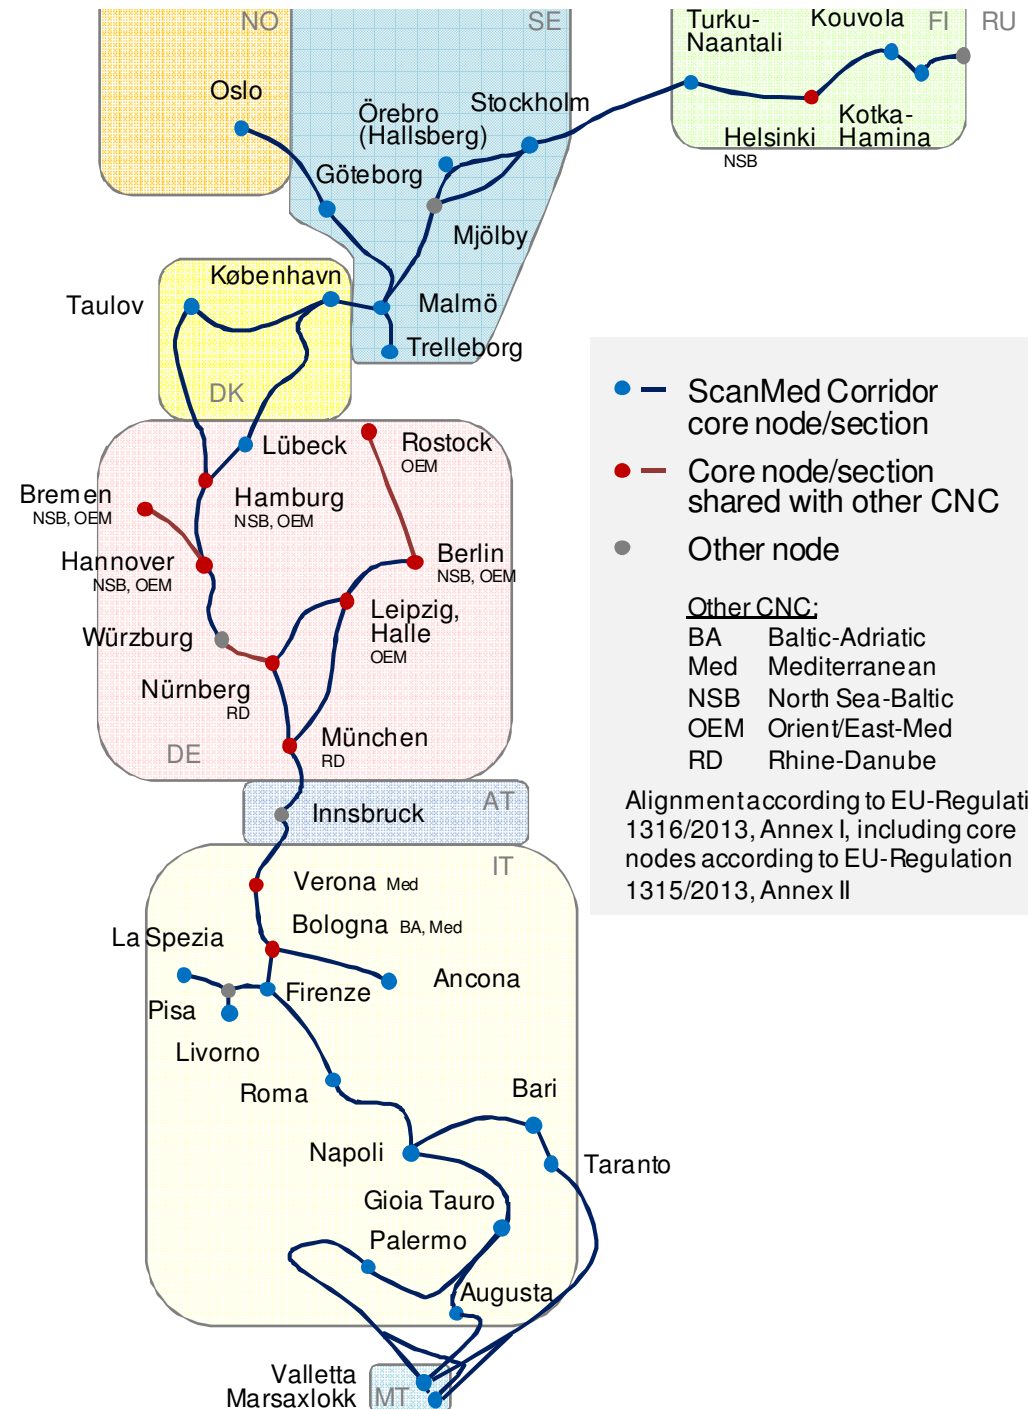 NO
SE
Turku-
Naantali
Kouvola
FI
RU
Oslo
Örebro
(Hallsberg)
Stockholm
Helsinki
NSB
Kotka-
Hamina
Göteborg
Mjölby
København
Taulov
Malmö
Trelleborg
DK
ScanMed Corridor
core node/section
Core node/section
shared with other CNC
Other node
Other CNC:
BA Baltic-Adriatic
Med Mediterranean
NSB North Sea-Baltic
OEM Orient/East-Med
RD Rhine-Danube
Alignment according to EU-Regulati
1316/2013, Annex I, including core
nodes according to EU-Regulation
1315/2013, Annex II
Lübeck
Rostock
OEM
Bremen
NSB, OEM
Hamburg
NSB, OEM
Hannover
NSB, OEM
Berlin
NSB, OEM
Leipzig,
Halle
OEM
Würzburg
Nürnberg
RD
München
RD
DE
AT
Innsbruck
IT
Verona Med
Bologna BA, Med
La Spezia
Ancona
Firenze
Pisa
Livorno
Roma
Bari
Napoli
Taranto
Gioia Tauro
Palermo
Augusta
Valletta
Marsaxlokk
MT